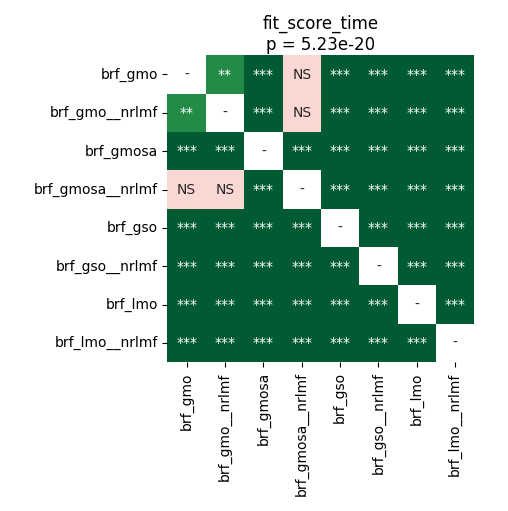 fit_score_time
p = 5.23e-20
brf_gmo - ** *** NS *** *** *** ***
brf_gmo__nrlmf ** - *** NS *** *** *** ***
brf_gmosa *** *** - *** *** *** *** ***
brf_gmosa__nrlmf NS NS *** - *** *** *** ***
brf_gso *** *** *** *** - *** *** ***
brf_gso__nrlmf *** *** *** *** *** - *** ***
brf_lmo *** *** *** *** *** *** - ***
brf_lmo__nrlmf *** *** *** *** *** *** *** -
brf_gmo
brf_gmo__nrlmf
brf_gmosa
brf_gmosa__nrlmf
brf_gso
brf_gso__nrlmf
brf_lmo
brf_lmo__nrlmf